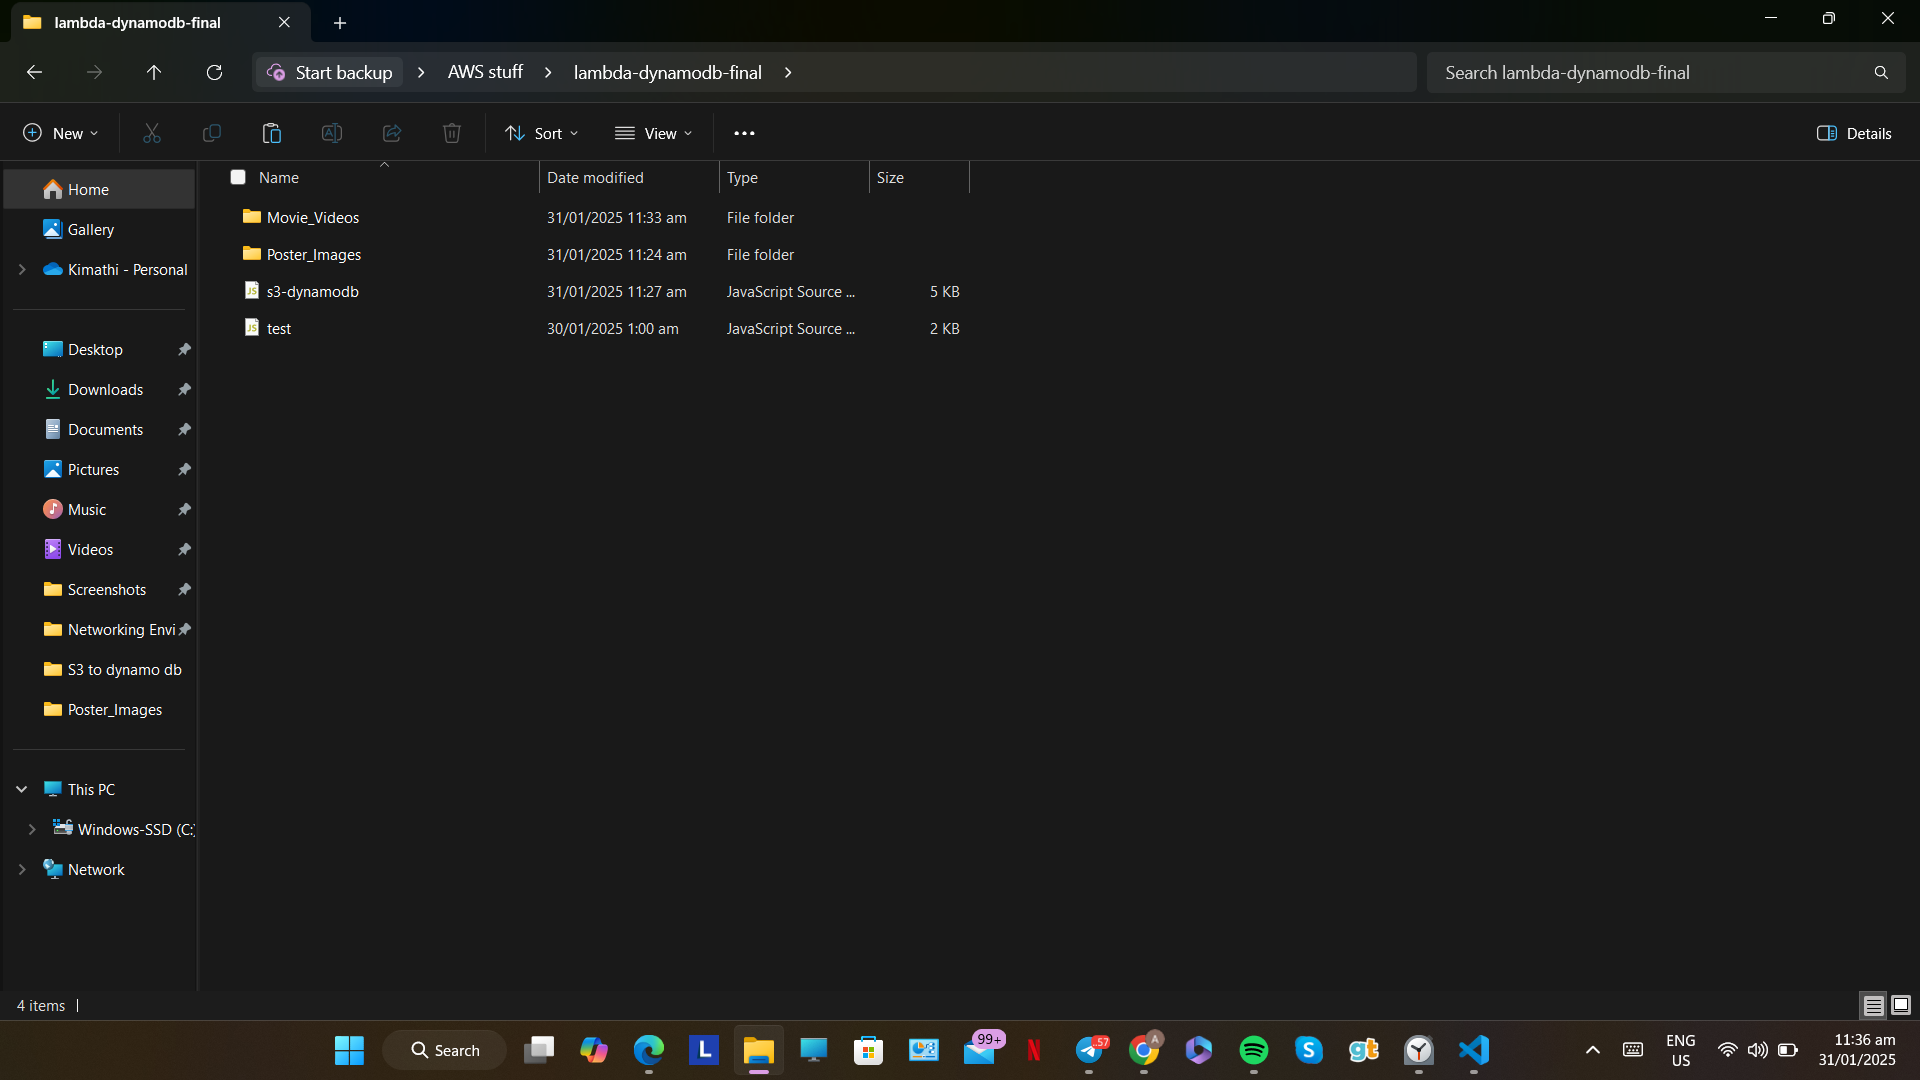 lambda-dynamodb-final
Start backup
AWS stuff
lambda-dynamodb-final
Search lambda-dynamodb-final
New
Sort
View
Details
Name
Date modified
Type
Size
Movie_Videos
31/01/2025 11:33 am
File folder
Poster_Images
31/01/2025 11:24 am
File folder
s3-dynamodb
31/01/2025 11:27 am
JavaScript Source ...
5 KB
test
30/01/2025 1:00 am
JavaScript Source ...
2 KB
Home
Gallery
Kimathi - Personal
Desktop
Downloads
Documents
Pictures
Music
Videos
Screenshots
Networking Envi
S3 to dynamo db
Poster_Images
This PC
Windows-SSD (C:)
Network
4 items
Search
L
99+
N
..57
A
S
gt
ENG
US
11:36 am
31/01/2025